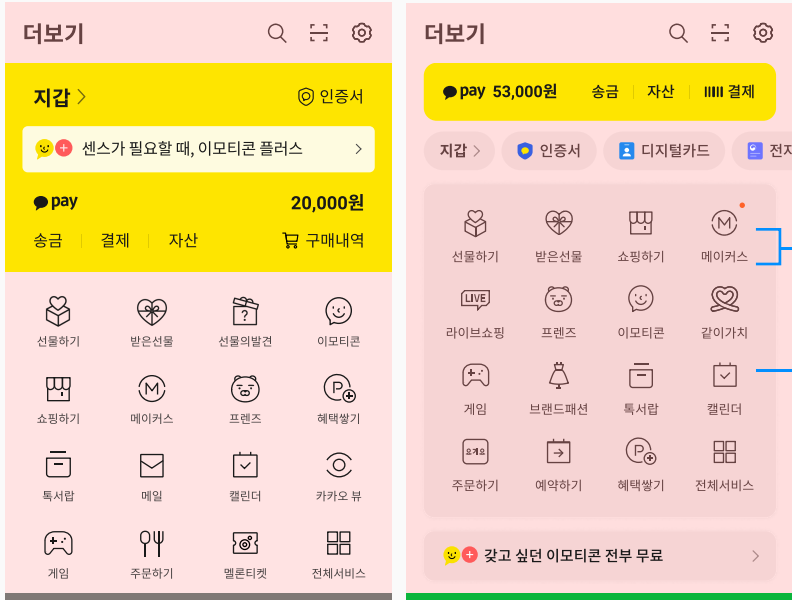 더보기
지갑
인증서
센스가 필요할 때, 이모티콘 플러스
pay 20,000원
송금 결제 자산 구매내역
선물하기 받은선물 선물의발견 이모티콘
쇼핑하기 메이커스 프렌즈 혜택쌓기
톡서랍 메일 캘린더 카카오 뷰
게임 주문하기 멜론티켓 전체서비스
더보기
pay 53,000원 송금 자산 결제
지갑 인증서 디지털카드 전자
선물하기 받은선물 쇼핑하기 메이커스
LIVE
라이브쇼핑 프렌즈 이모티콘 같이가치
게임 브랜드패션 톡서랍 캘린더
요기요
주문하기 예약하기 혜택쌓기 전체서비스
갖고 싶던 이모티콘 전부 무료